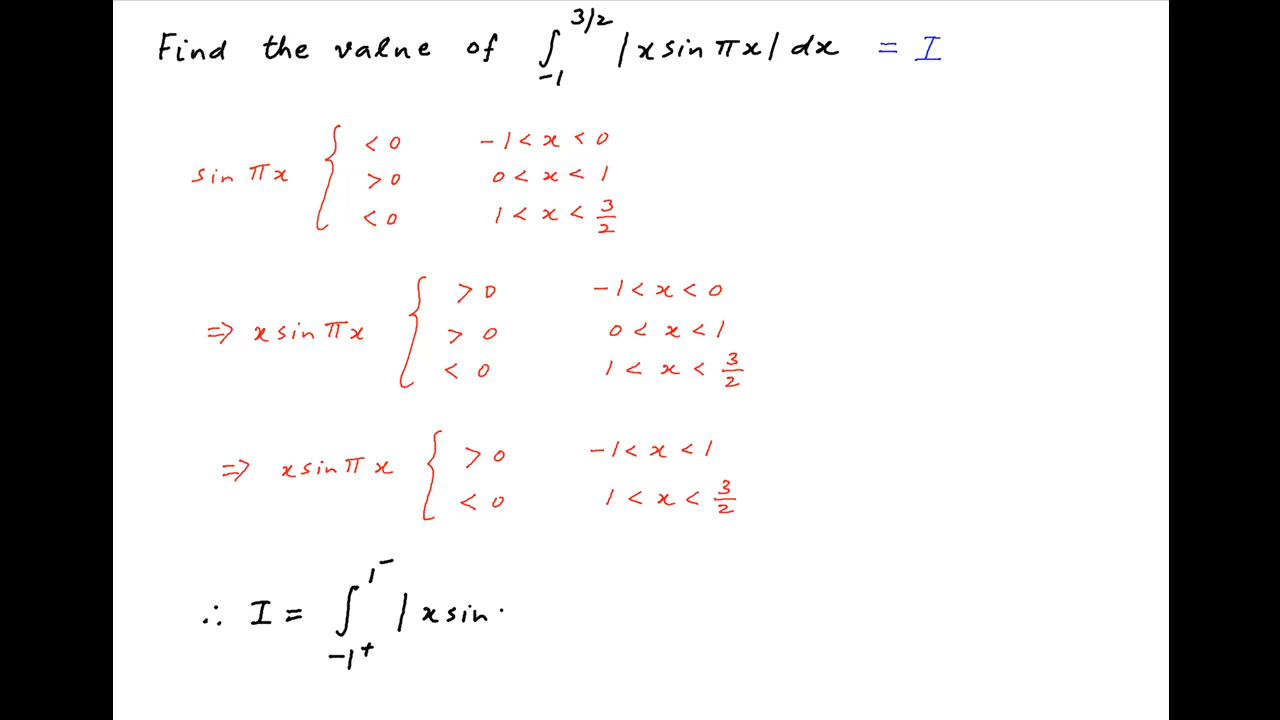 Find the value of ∫_{-1}^{3/2} |x sin πx| dx = I
sin πx { < 0    -1 < x < 0
> 0    0 < x < 1
< 0    1 < x < 3/2
⇒ x sin πx { > 0    -1 < x < 0
> 0    0 < x < 1
< 0    1 < x < 3/2
⇒ x sin πx { > 0    -1 < x < 1
< 0    1 < x < 3/2
∴ I = ∫_{-1⁺}^{1⁻} | x sin